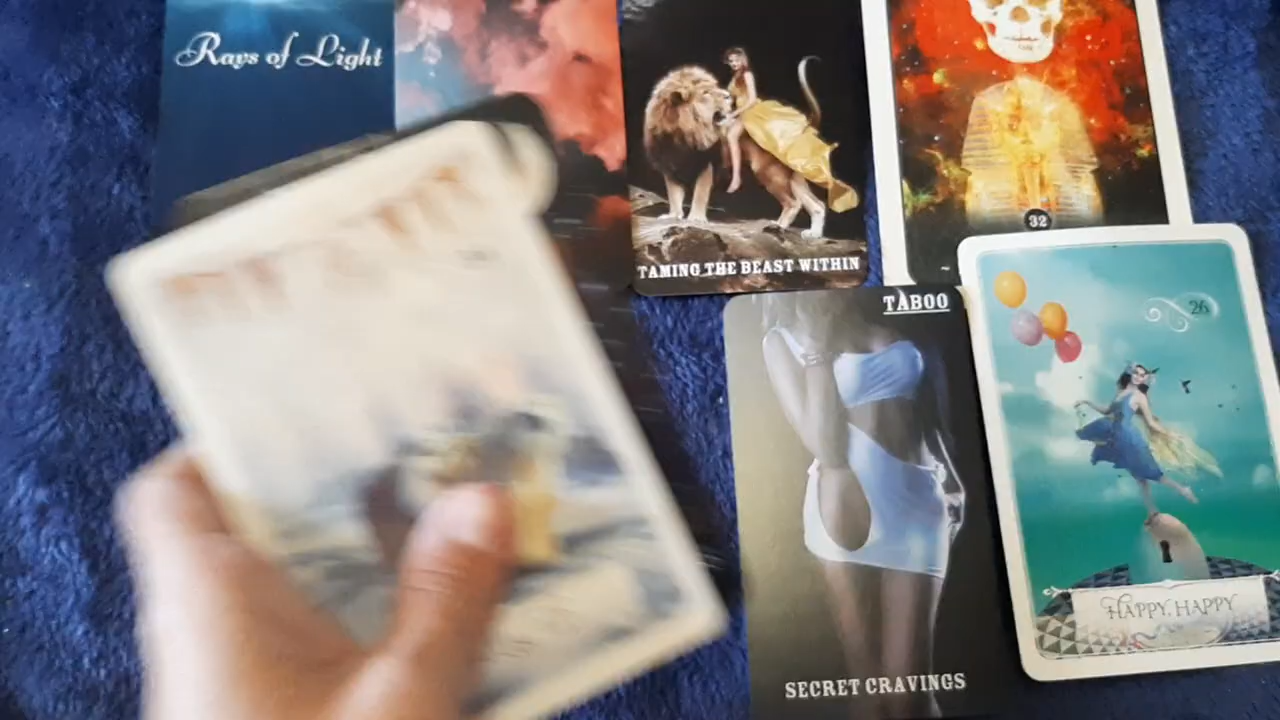 Rays of Light
TAMING THE BEAST WITHIN
32
TABOO
26
HAPPY, HAPPY
SECRET CRAVINGS